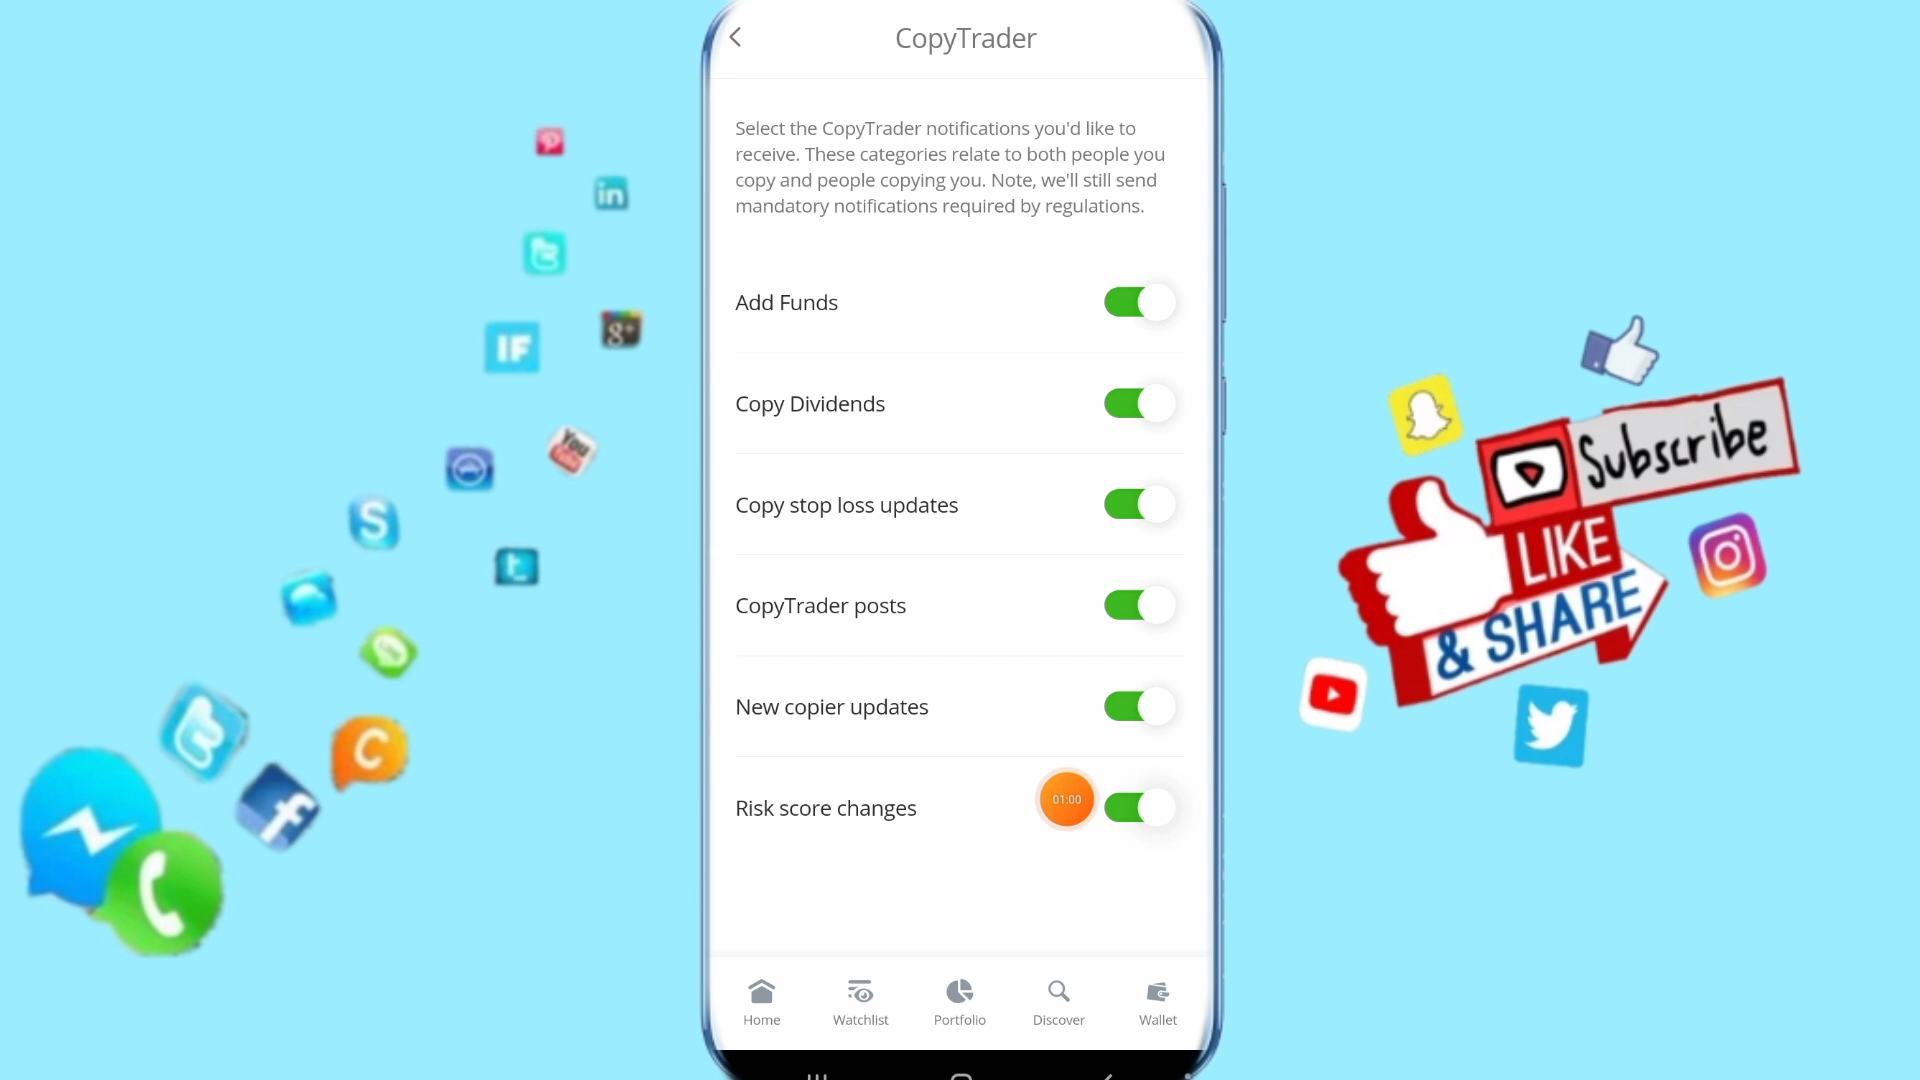 CopyTrader
Select the CopyTrader notifications you'd like to
receive. These categories relate to both people you
copy and people copying you. Note, we'll still send
mandatory notifications required by regulations.
Add Funds
Copy Dividends
Copy stop loss updates
CopyTrader posts
New copier updates
Risk score changes
01:00
Home
Watchlist
Portfolio
Discover
Wallet
in
IF
g+
You
S
t
C
f
Subscribe
LIKE
& SHARE